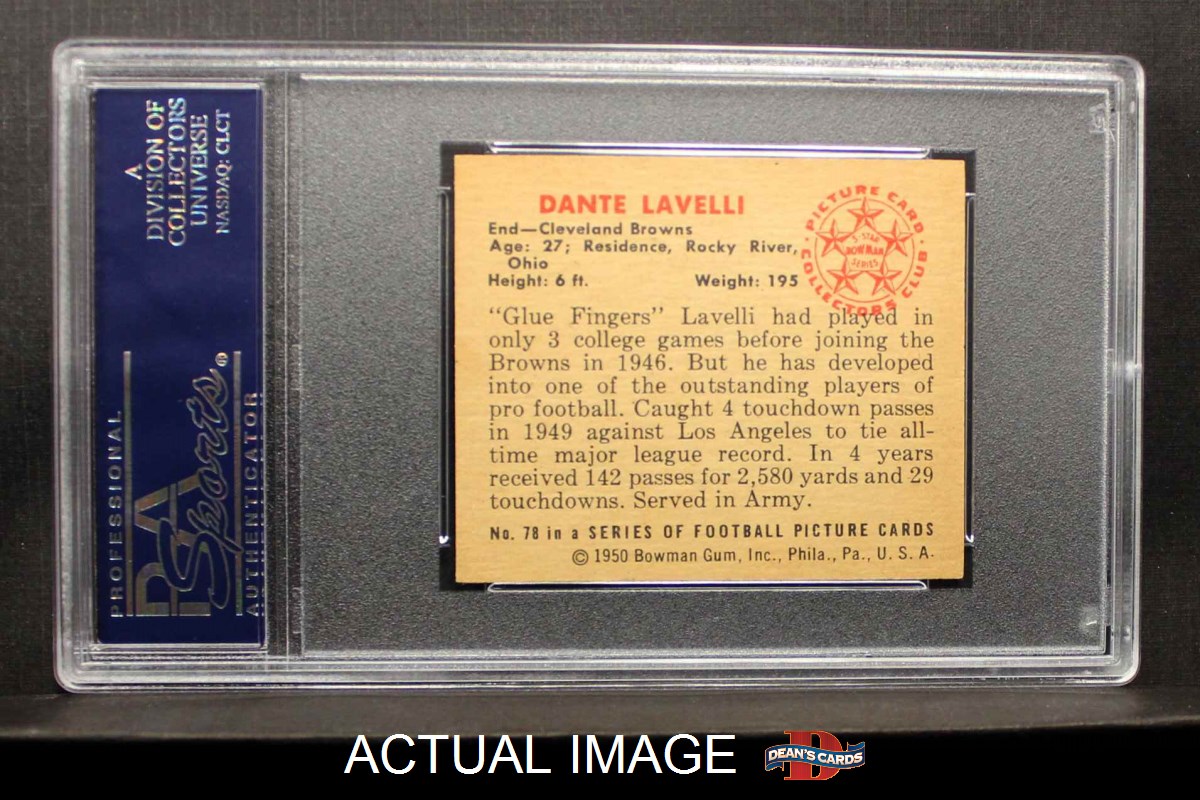 A
DIVISION OF
COLLECTORS
UNIVERSE
NASDAQ: CLCT
PROFESSIONAL
PSA
Sports®
AUTHENTICATOR
DANTE LAVELLI
End—Cleveland Browns
Age: 27; Residence, Rocky River,
Ohio
Height: 6 ft. Weight: 195
PICTURE CARD
COLLECTORS CLUB
5 STAR
BOWMAN
SERIES
"Glue Fingers" Lavelli had played in
only 3 college games before joining the
Browns in 1946. But he has developed
into one of the outstanding players of
pro football. Caught 4 touchdown passes
in 1949 against Los Angeles to tie all-
time major league record. In 4 years
received 142 passes for 2,580 yards and 29
touchdowns. Served in Army.
No. 78 in a SERIES OF FOOTBALL PICTURE CARDS
© 1950 Bowman Gum, Inc., Phila., Pa., U. S. A.
ACTUAL IMAGE
DEAN'S CARDS